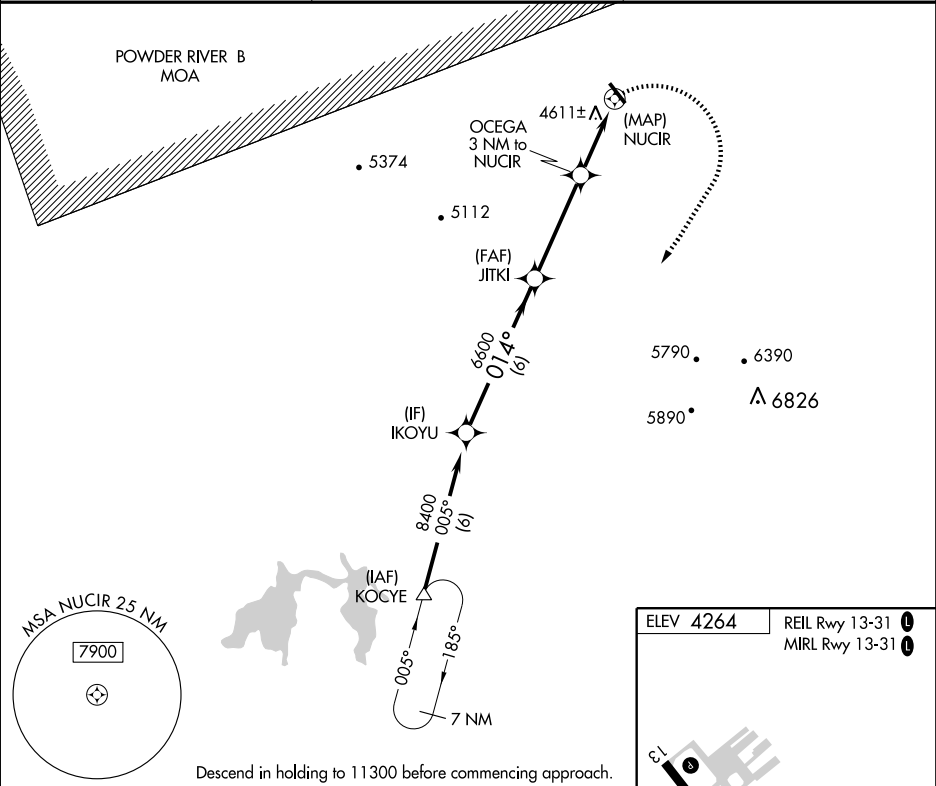 POWDER RIVER B
MOA
4611±
(MAP)
NUCIR
OCEGA
3 NM to
NUCIR
5374
5112
(FAF)
JITKI
6600
014°
(6)
5790
6390
6826
5890
(IF)
IKOYU
8400
005°
(6)
(IAF)
KOCYE
005°
185°
7 NM
MSA NUCIR 25 NM
7900
Descend in holding to 11300 before commencing approach.
ELEV 4264
REIL Rwy 13-31 L
MIRL Rwy 13-31 L
13
P